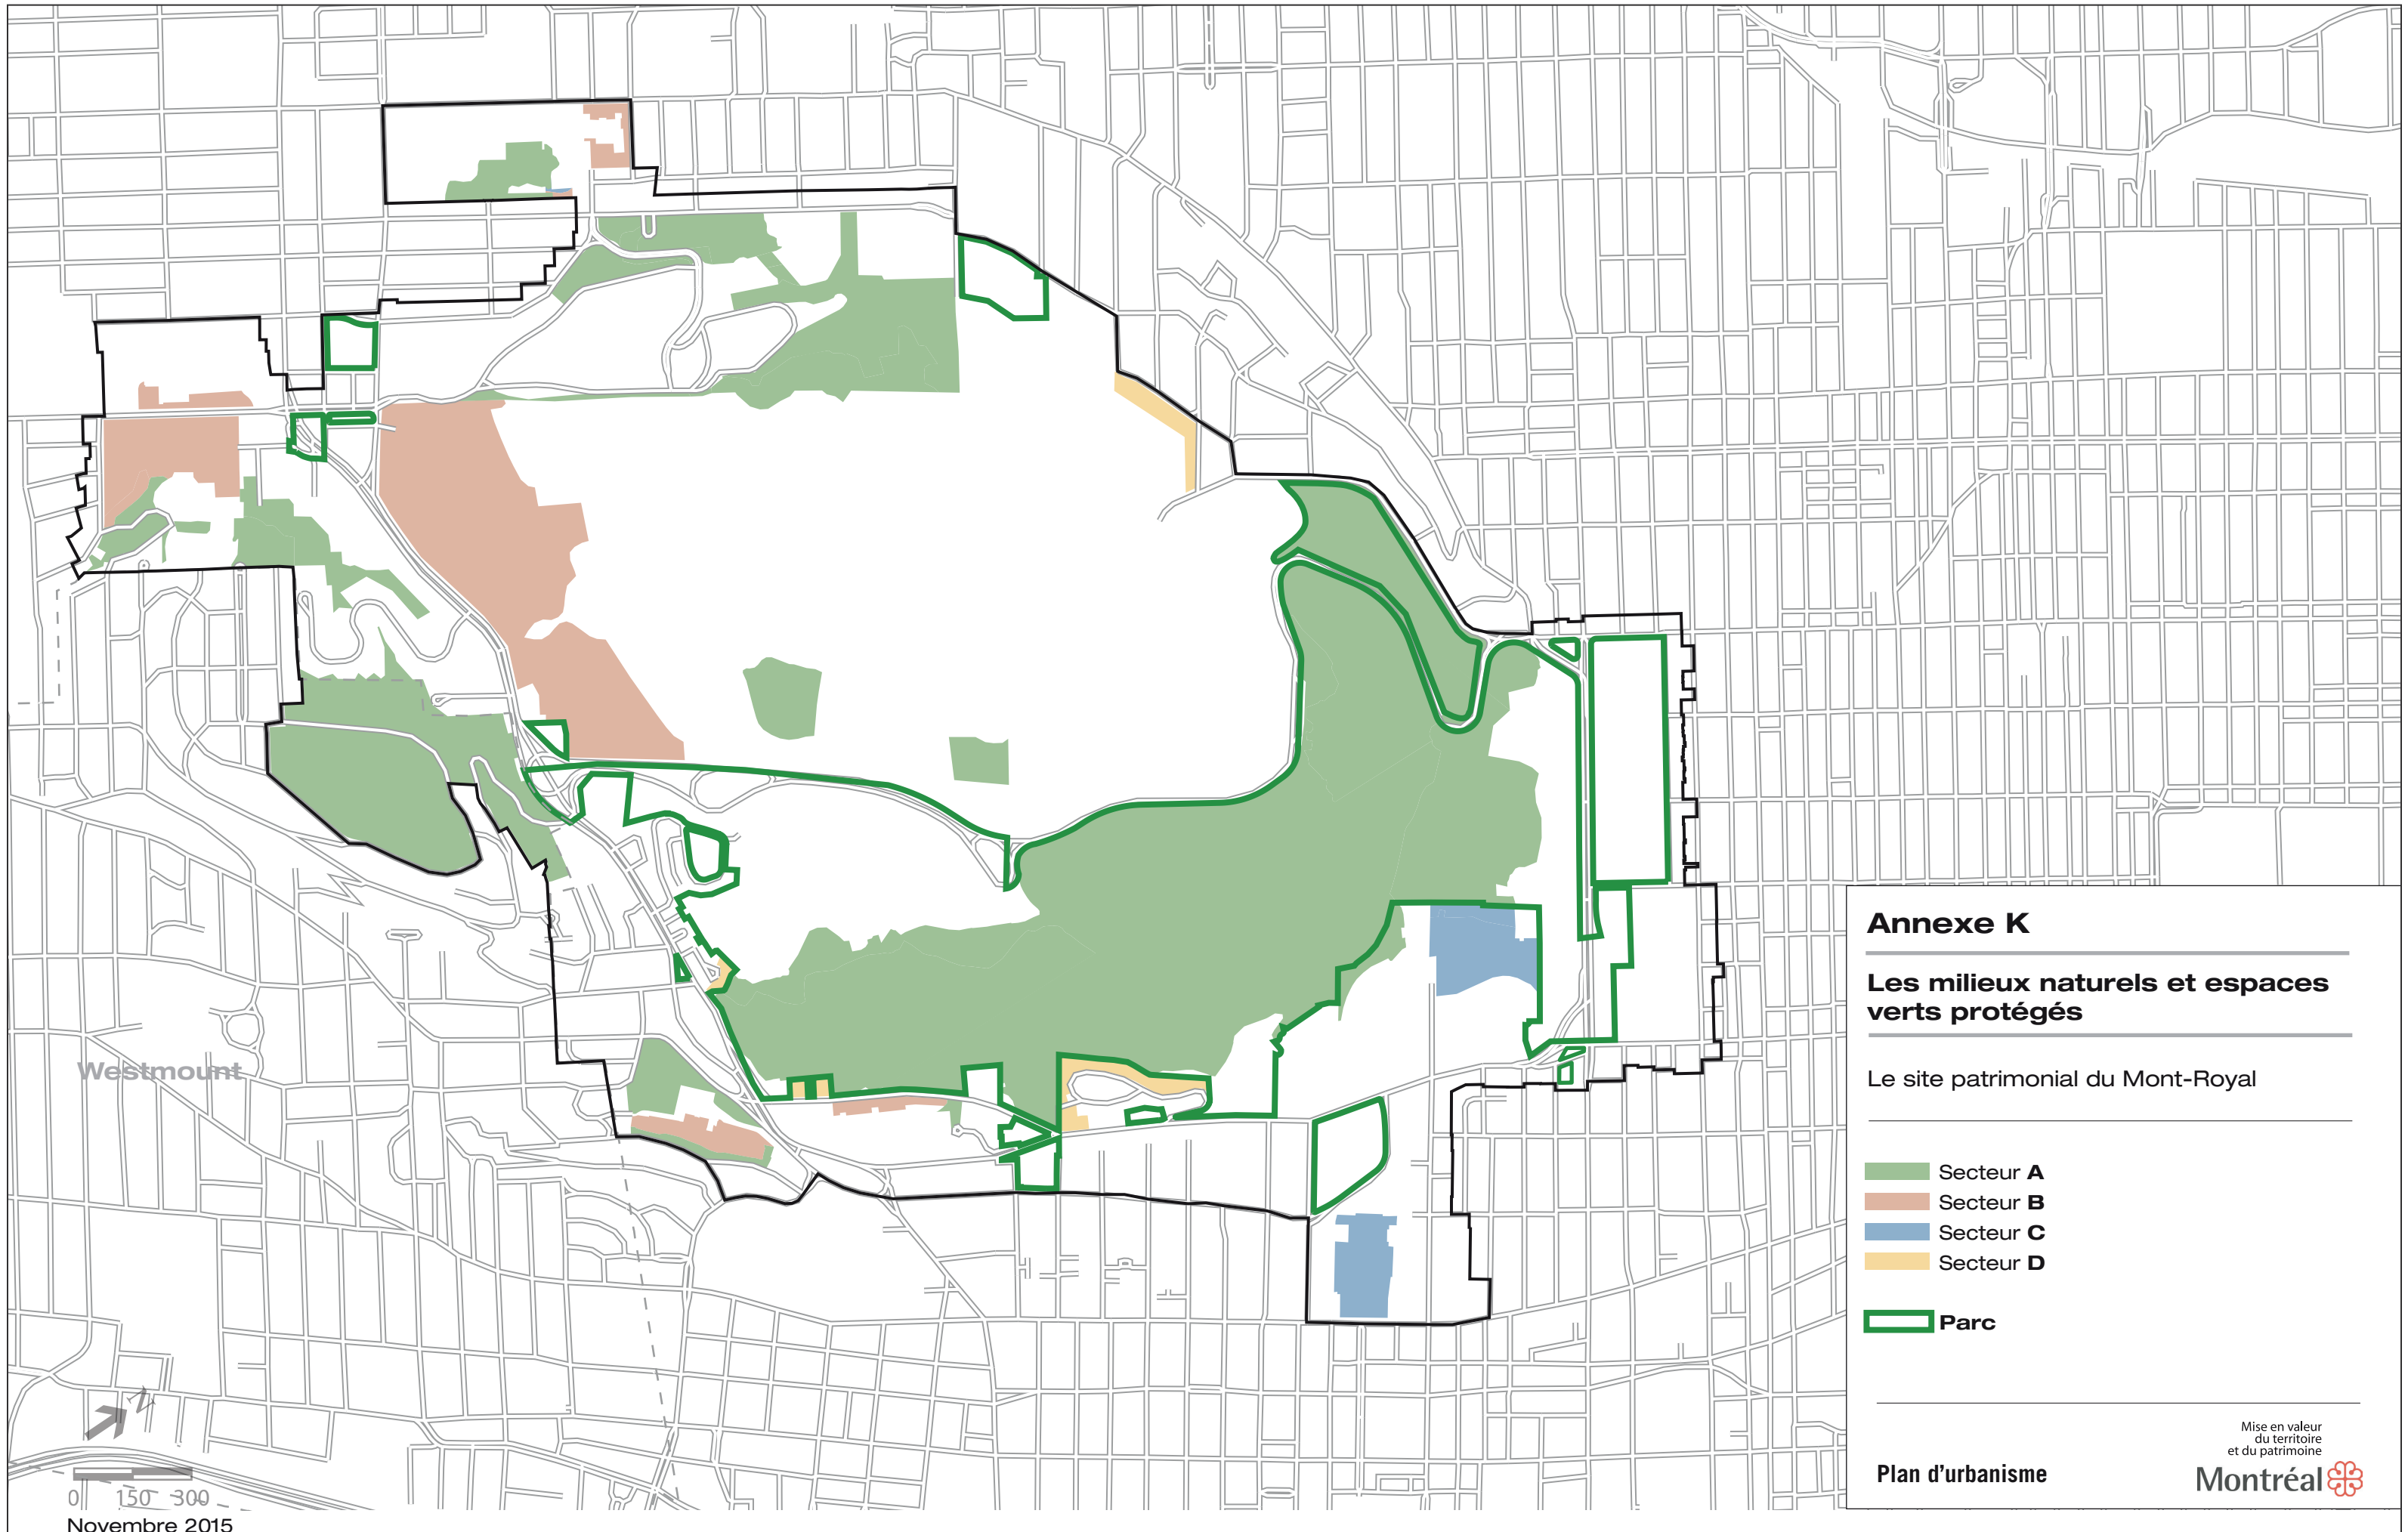 Annexe K
Les milieux naturels et espaces
verts protégés
Le site patrimonial du Mont-Royal
Secteur A
Secteur B
Secteur C
Secteur D
Parc
Mise en valeur
du territoire
et du patrimoine
Plan d'urbanisme
Montréal
Westmount
N
0 150 300
Novembre 2015